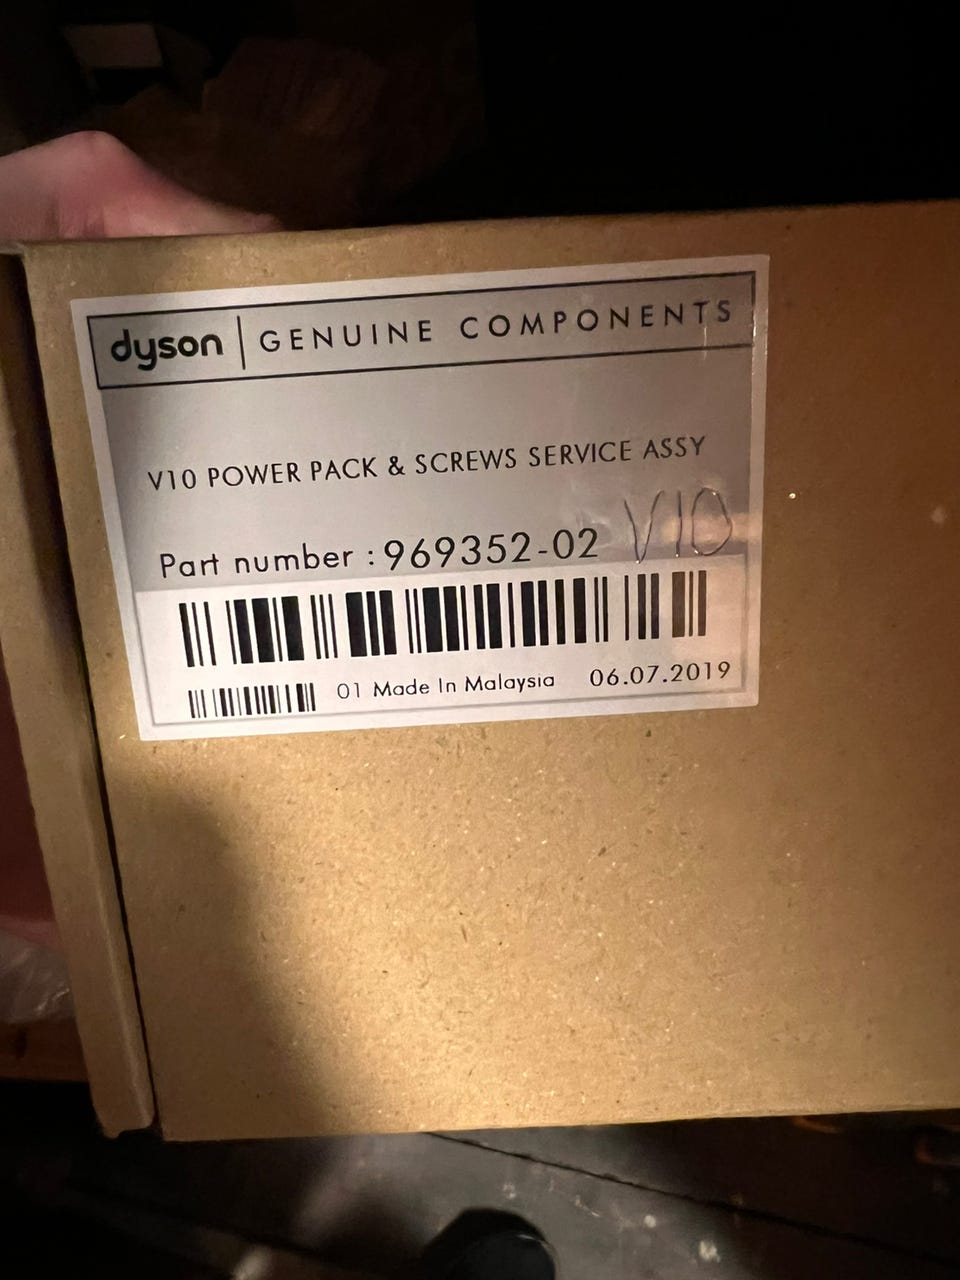 dyson | GENUINE COMPONENTS
V10 POWER PACK & SCREWS SERVICE ASSY
Part number : 969352-02 V10
01 Made In Malaysia 06.07.2019